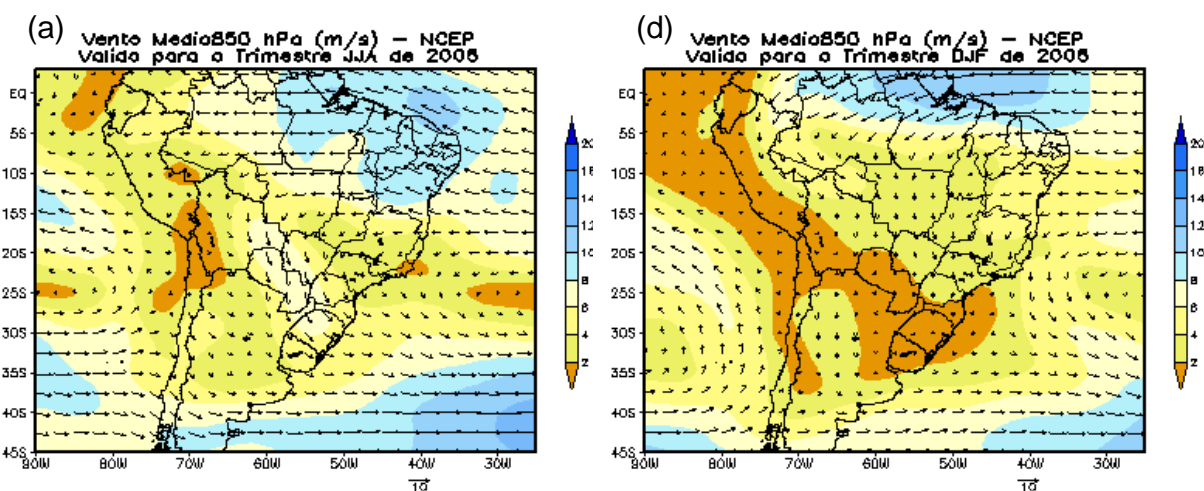 (a)
Vento Medio850 hPa (m/s) – NCEP
Valido para o Trimestre JJA de 2006
EQ
5S
10S
15S
20S
25S
30S
35S
40S
45S
90W
80W
70W
60W
50W
40W
30W
10
20
18
14
12
10
8
6
4
2
(d)
Vento Medio850 hPa (m/s) – NCEP
Valido para o Trimestre DJF de 2006
EQ
5S
10S
15S
20S
25S
30S
35S
40S
45S
90W
80W
70W
60W
50W
40W
30W
10
20
18
14
12
10
8
6
4
2